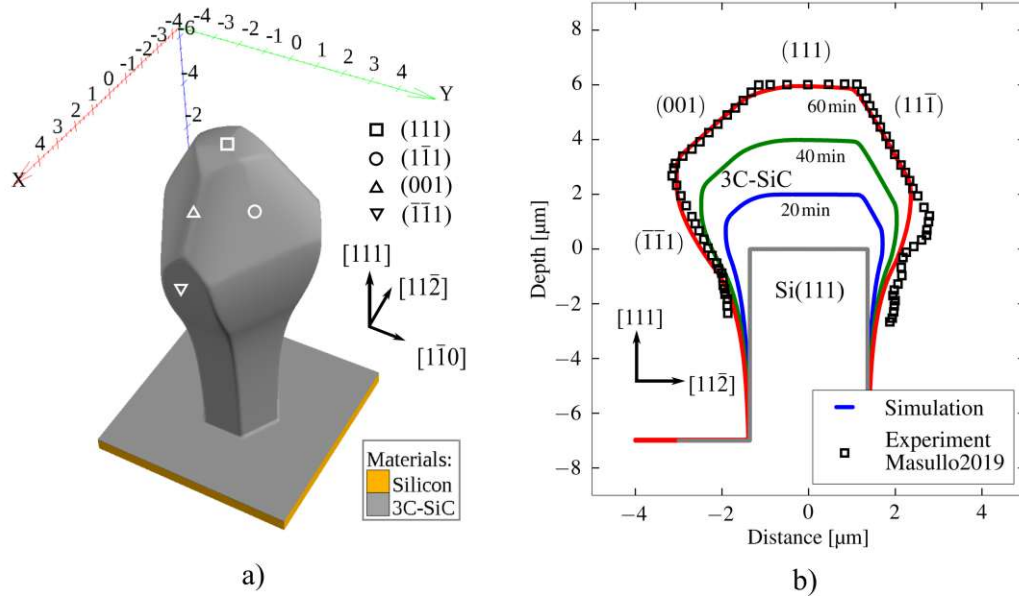 -4
-6
-4
-3
-2
-1
0
1
2
3
4
Y
-3
-2
-1
0
1
2
3
4
X
-4
-2
(111)
(11̅1)
(001)
(1̅1̅1)
[111]
[112̅]
[11̅0]
Materials:
Silicon
3C-SiC
a)
8
6
4
2
0
−2
−4
−6
−8
Depth [μm]
(111)
(001)
(111̅)
60 min
40 min
3C-SiC
20 min
(1̅1̅1)
Si(111)
[111]
[112̅]
Simulation
Experiment
Masullo2019
−4
−2
0
2
4
Distance [μm]
b)